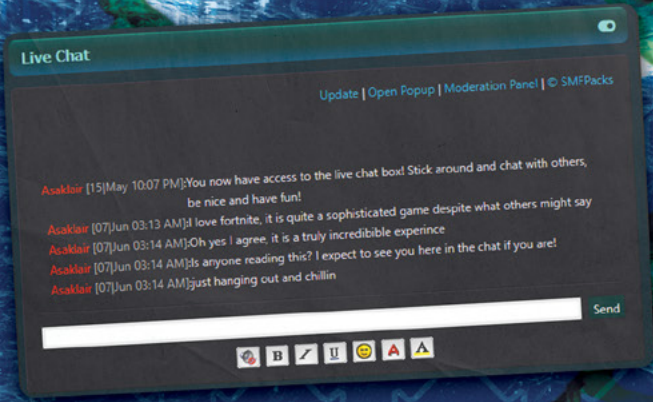 Live Chat
Update | Open Popup | Moderation Panel | © SMFPacks
Asaklair [15|May 10:07 PM]:You now have access to the live chat box! Stick around and chat with others,
be nice and have fun!
Asaklair [07|Jun 03:13 AM]:I love fortnite, it is quite a sophisticated game despite what others might say
Asaklair [07|Jun 03:14 AM]:Oh yes I agree, it is a truly incredibible experince
Asaklair [07|Jun 03:14 AM]:Is anyone reading this? I expect to see you here in the chat if you are!
Asaklair [07|Jun 03:14 AM]:just hanging out and chillin
Send
B I U A A